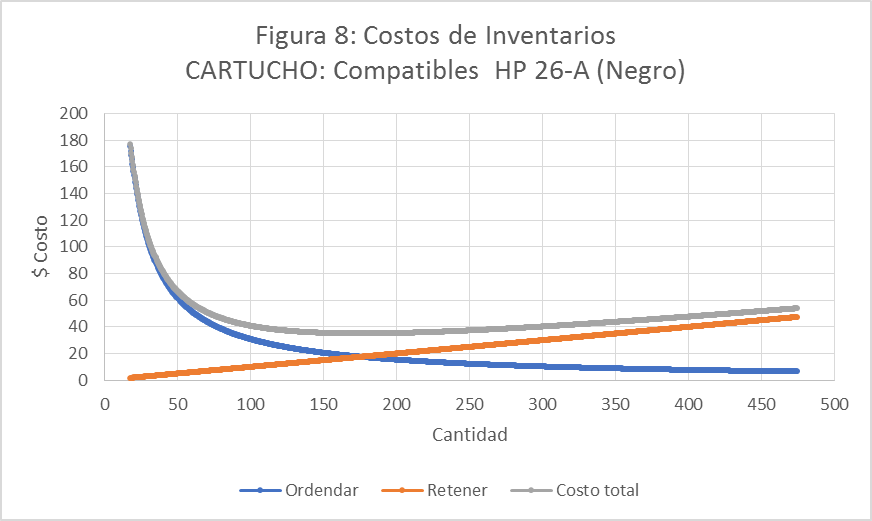 Figura 8: Costos de Inventarios
CARTUCHO: Compatibles  HP 26-A (Negro)
200
180
160
140
120
100
80
60
40
20
0
$ Costo
0 50 100 150 200 250 300 350 400 450 500
Cantidad
Ordendar Retener Costo total